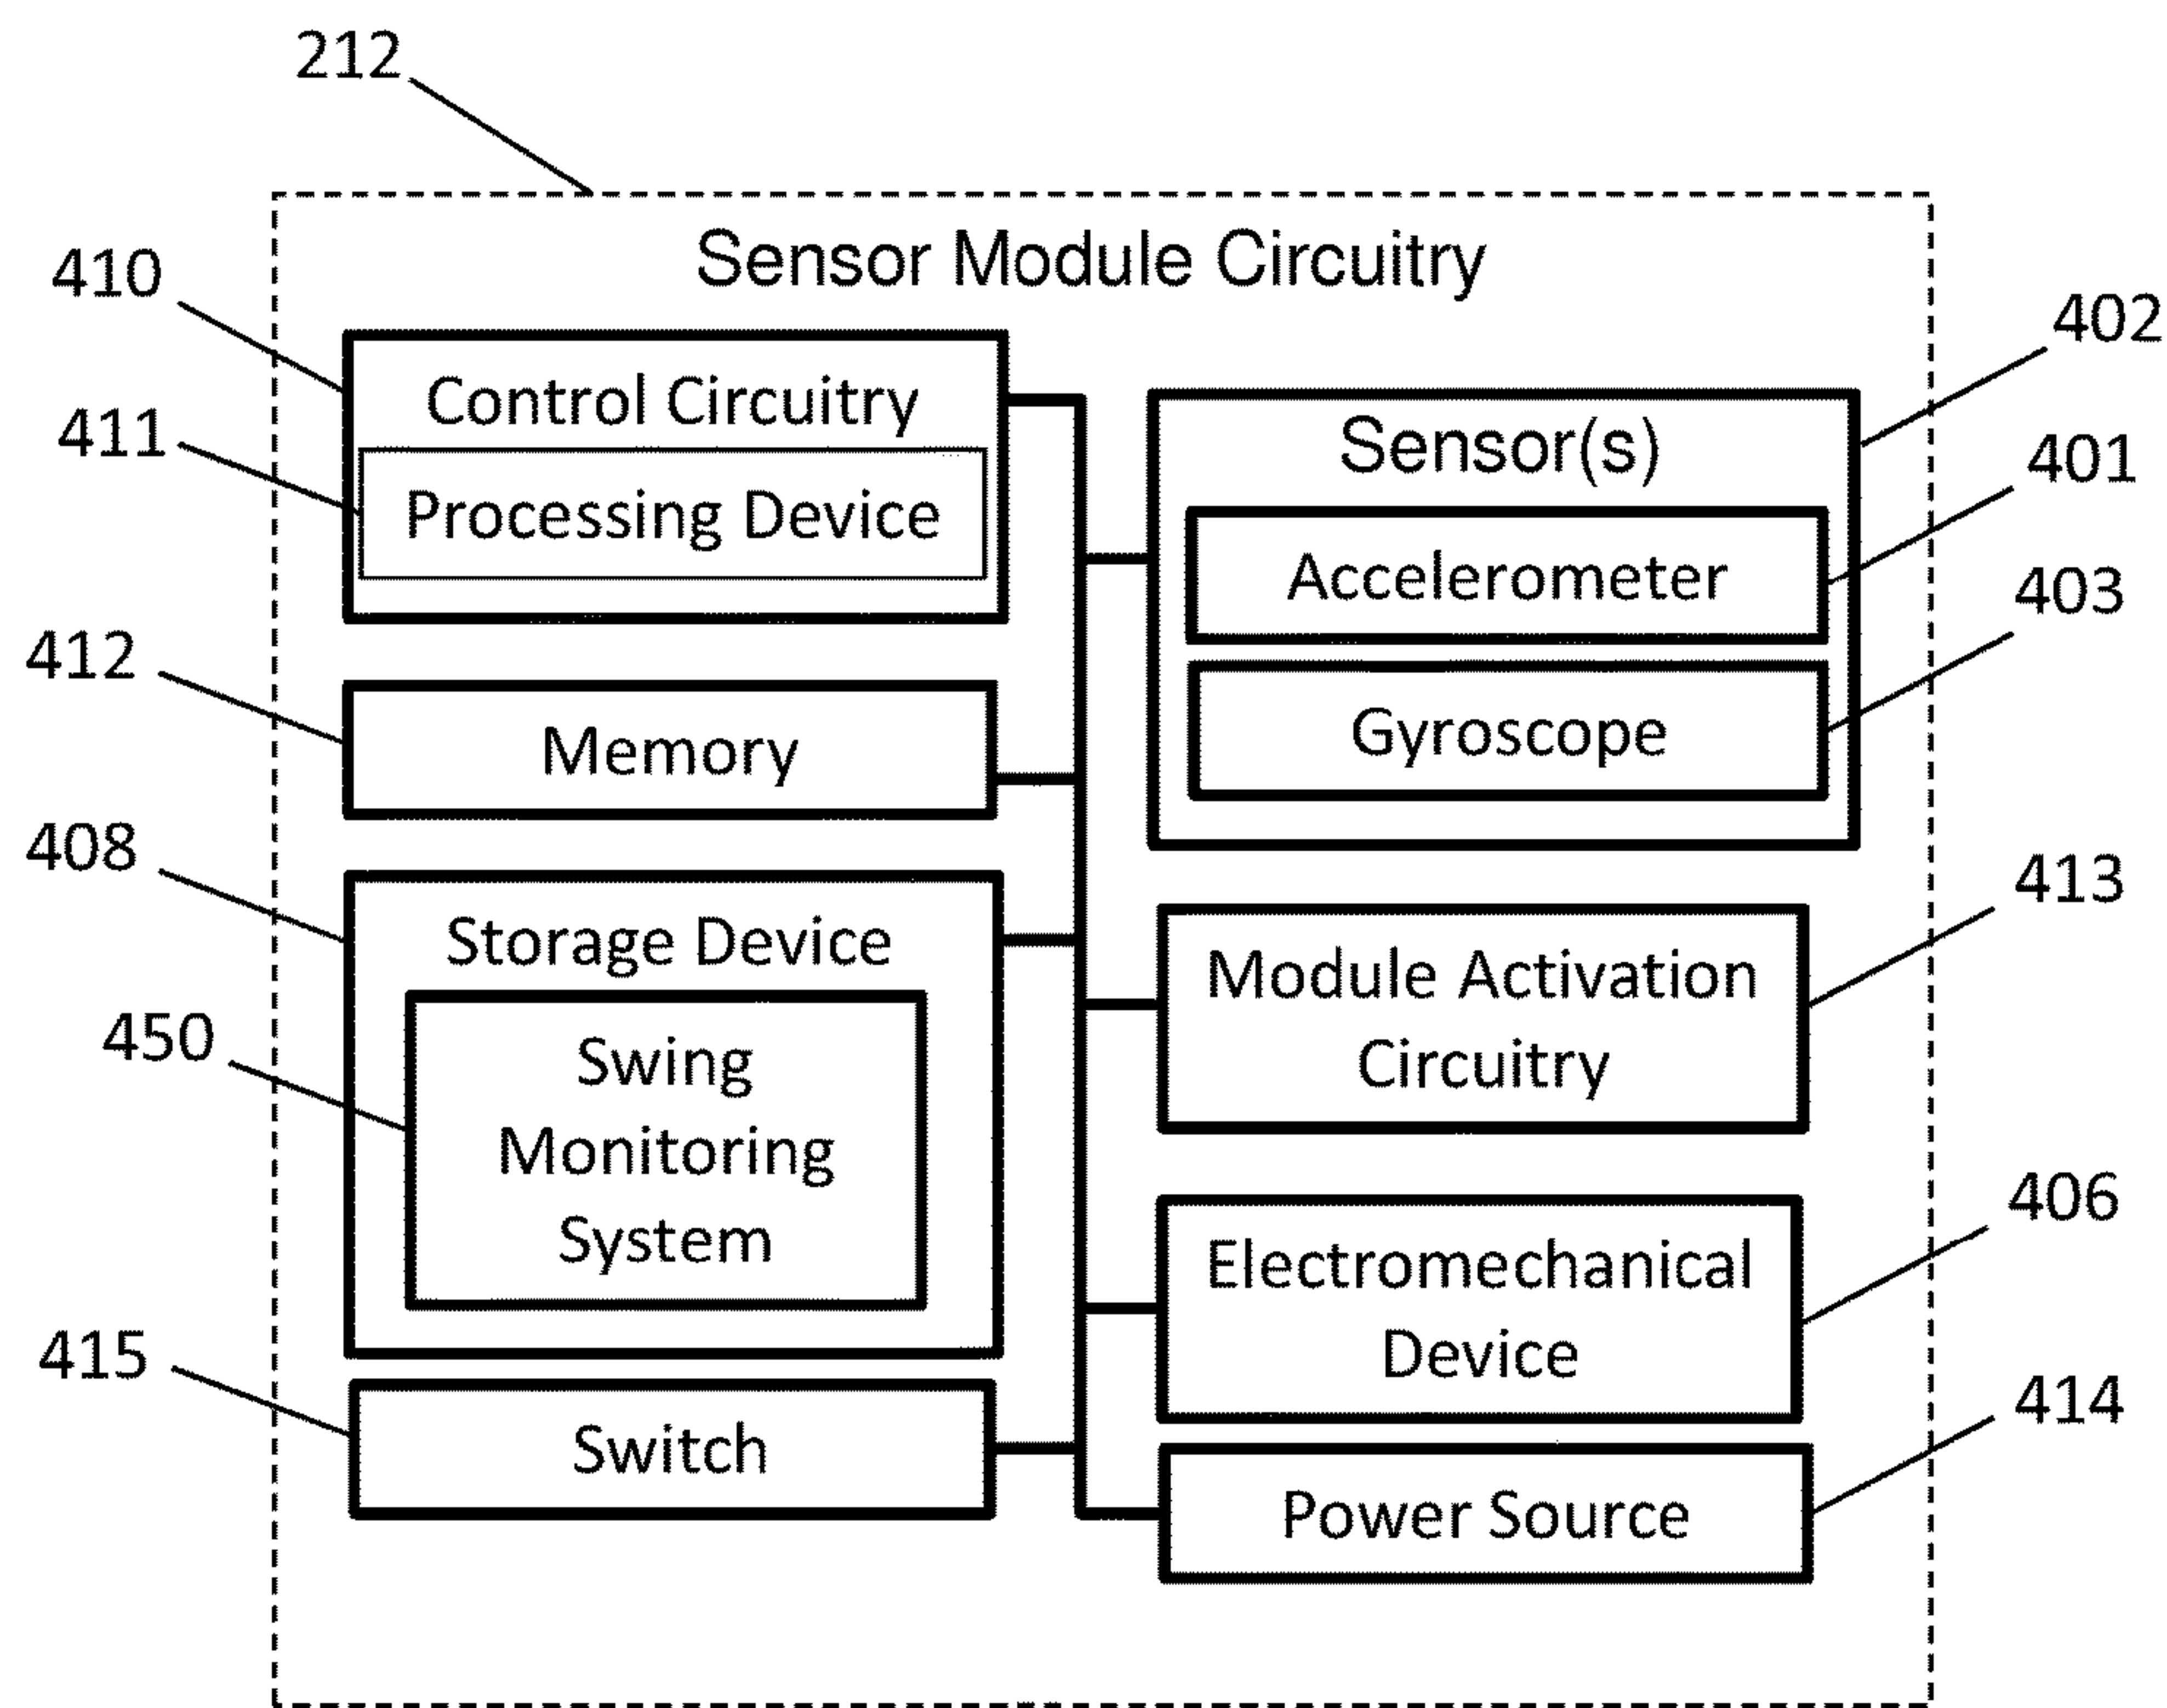 212
Sensor Module Circuitry
410
Control Circuitry
411
Processing Device
412
Memory
408
Storage Device
450
Swing
Monitoring
System
415
Switch
402
Sensor(s)
401
Accelerometer
403
Gyroscope
413
Module Activation
Circuitry
406
Electromechanical
Device
414
Power Source